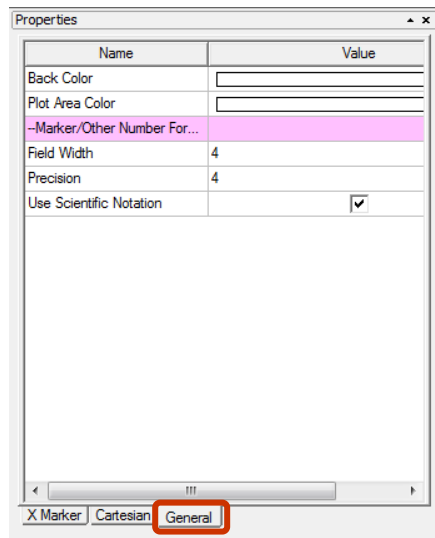 Properties
Name Value
Back Color
Plot Area Color
--Marker/Other Number For...
Field Width 4
Precision 4
Use Scientific Notation
X Marker Cartesian General